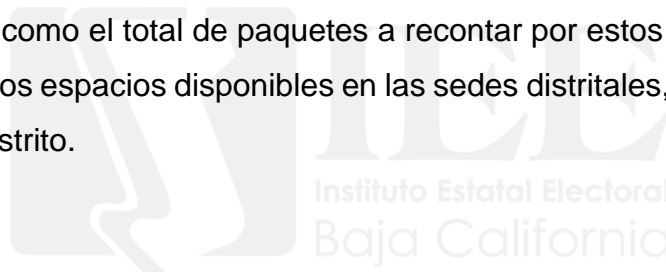 como el total de paquetes a recontar por estos
os espacios disponibles en las sedes distritales,
strito.
IEE
Instituto Estatal Electoral
Baja California